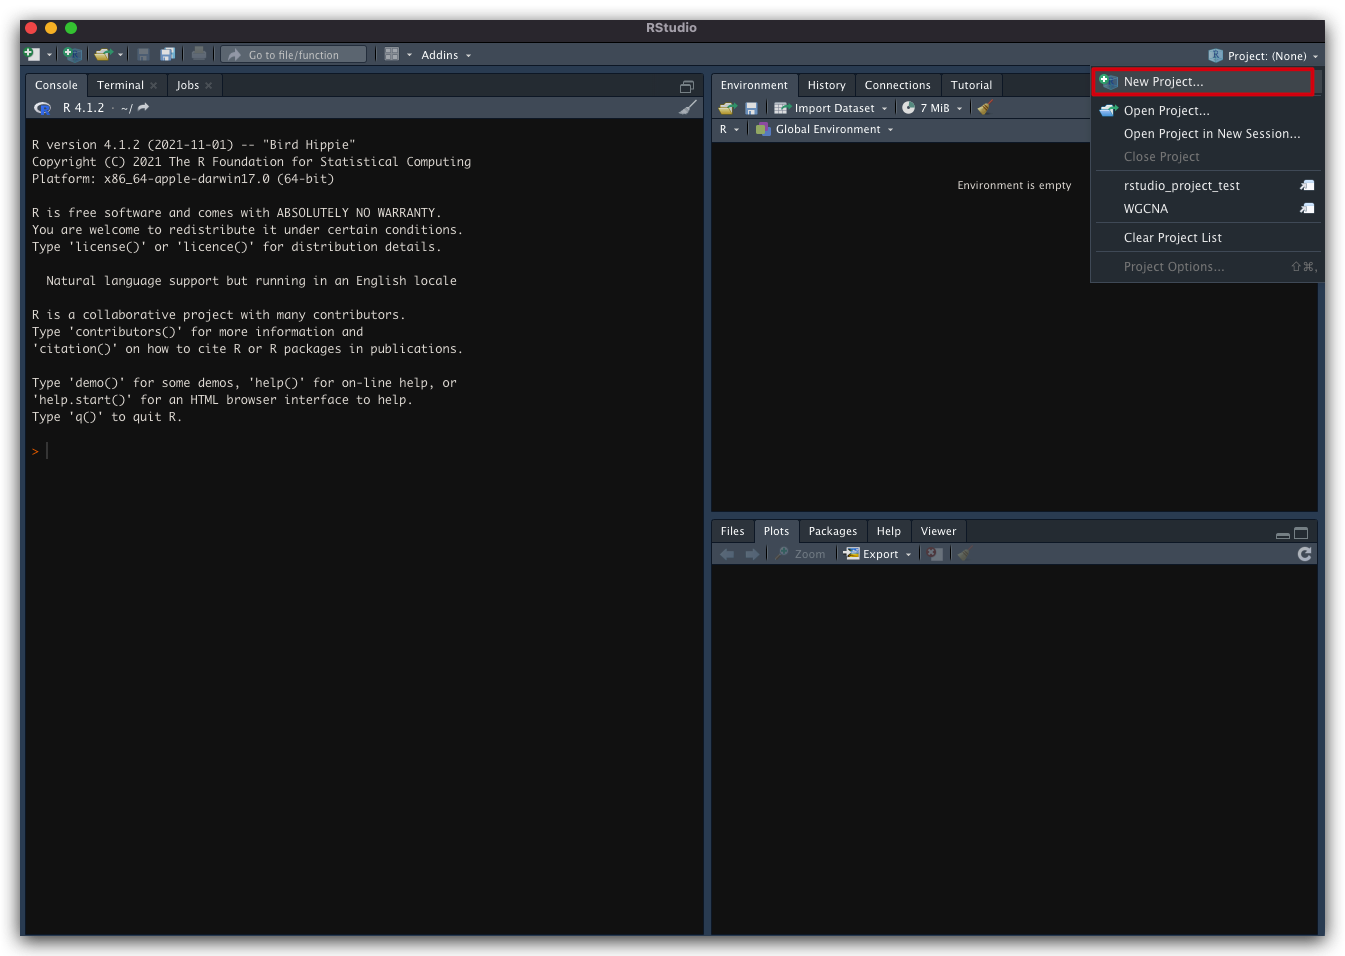 RStudio
Go to file/function
Addins
Project: (None)
Console
Terminal
Jobs
R 4.1.2 · ~/
R version 4.1.2 (2021-11-01) -- "Bird Hippie"
Copyright (C) 2021 The R Foundation for Statistical Computing
Platform: x86_64-apple-darwin17.0 (64-bit)
R is free software and comes with ABSOLUTELY NO WARRANTY.
You are welcome to redistribute it under certain conditions.
Type 'license()' or 'licence()' for distribution details.
Natural language support but running in an English locale
R is a collaborative project with many contributors.
Type 'contributors()' for more information and
'citation()' on how to cite R or R packages in publications.
Type 'demo()' for some demos, 'help()' for on-line help, or
'help.start()' for an HTML browser interface to help.
Type 'q()' to quit R.
>
Environment
History
Connections
Tutorial
Import Dataset
7 MiB
R
Global Environment
Environment is empty
New Project...
Open Project...
Open Project in New Session...
Close Project
rstudio_project_test
WGCNA
Clear Project List
Project Options... ⇧⌘,
Files
Plots
Packages
Help
Viewer
Zoom
Export